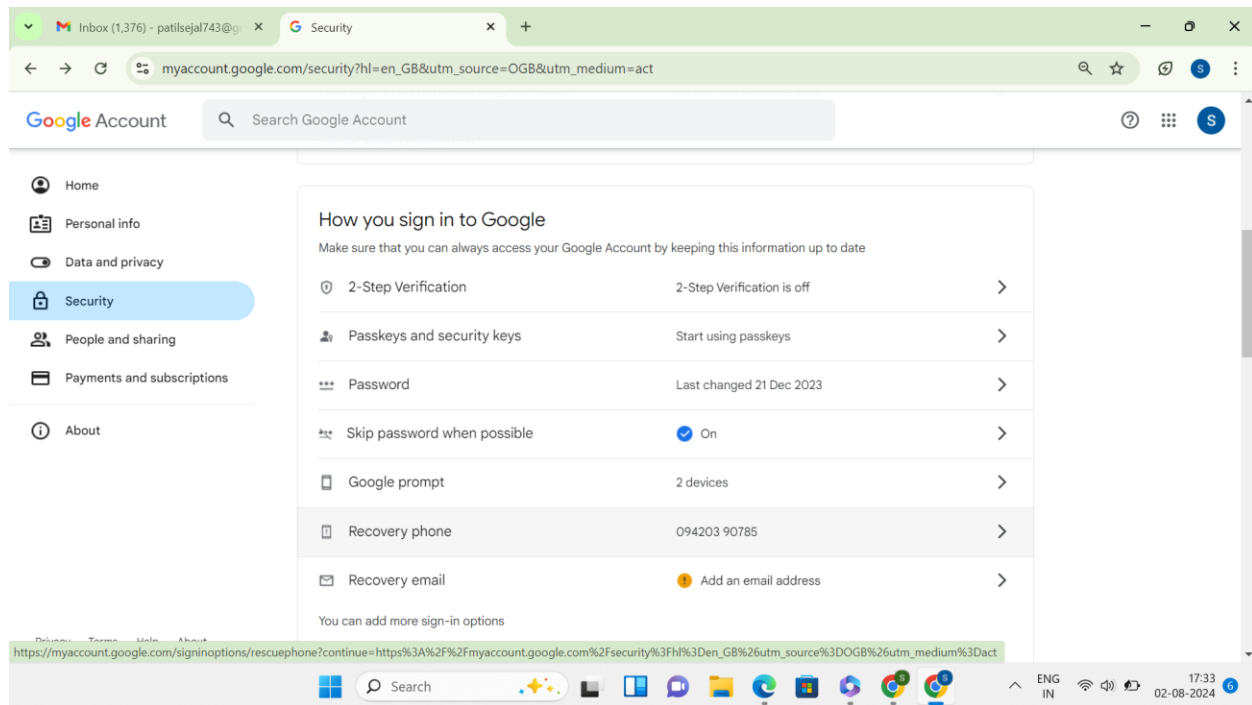 Inbox (1,376) - patilsejal743@g
Security
myaccount.google.com/security?hl=en_GB&utm_source=OGB&utm_medium=act
S
Google Account
Search Google Account
S
Home
Personal info
Data and privacy
Security
People and sharing
Payments and subscriptions
About
How you sign in to Google
Make sure that you can always access your Google Account by keeping this information up to date
2-Step Verification 2-Step Verification is off
Passkeys and security keys Start using passkeys
Password Last changed 21 Dec 2023
Skip password when possible On
Google prompt 2 devices
Recovery phone 094203 90785
Recovery email Add an email address
You can add more sign-in options
Privacy Terms Help About
https://myaccount.google.com/signinoptions/rescuephone?continue=https%3A%2F%2Fmyaccount.google.com%2Fsecurity%3Fhl%3Den_GB%26utm_source%3DOGB%26utm_medium%3Dact
Search
S
S
ENG
IN
17:33
02-08-2024
6